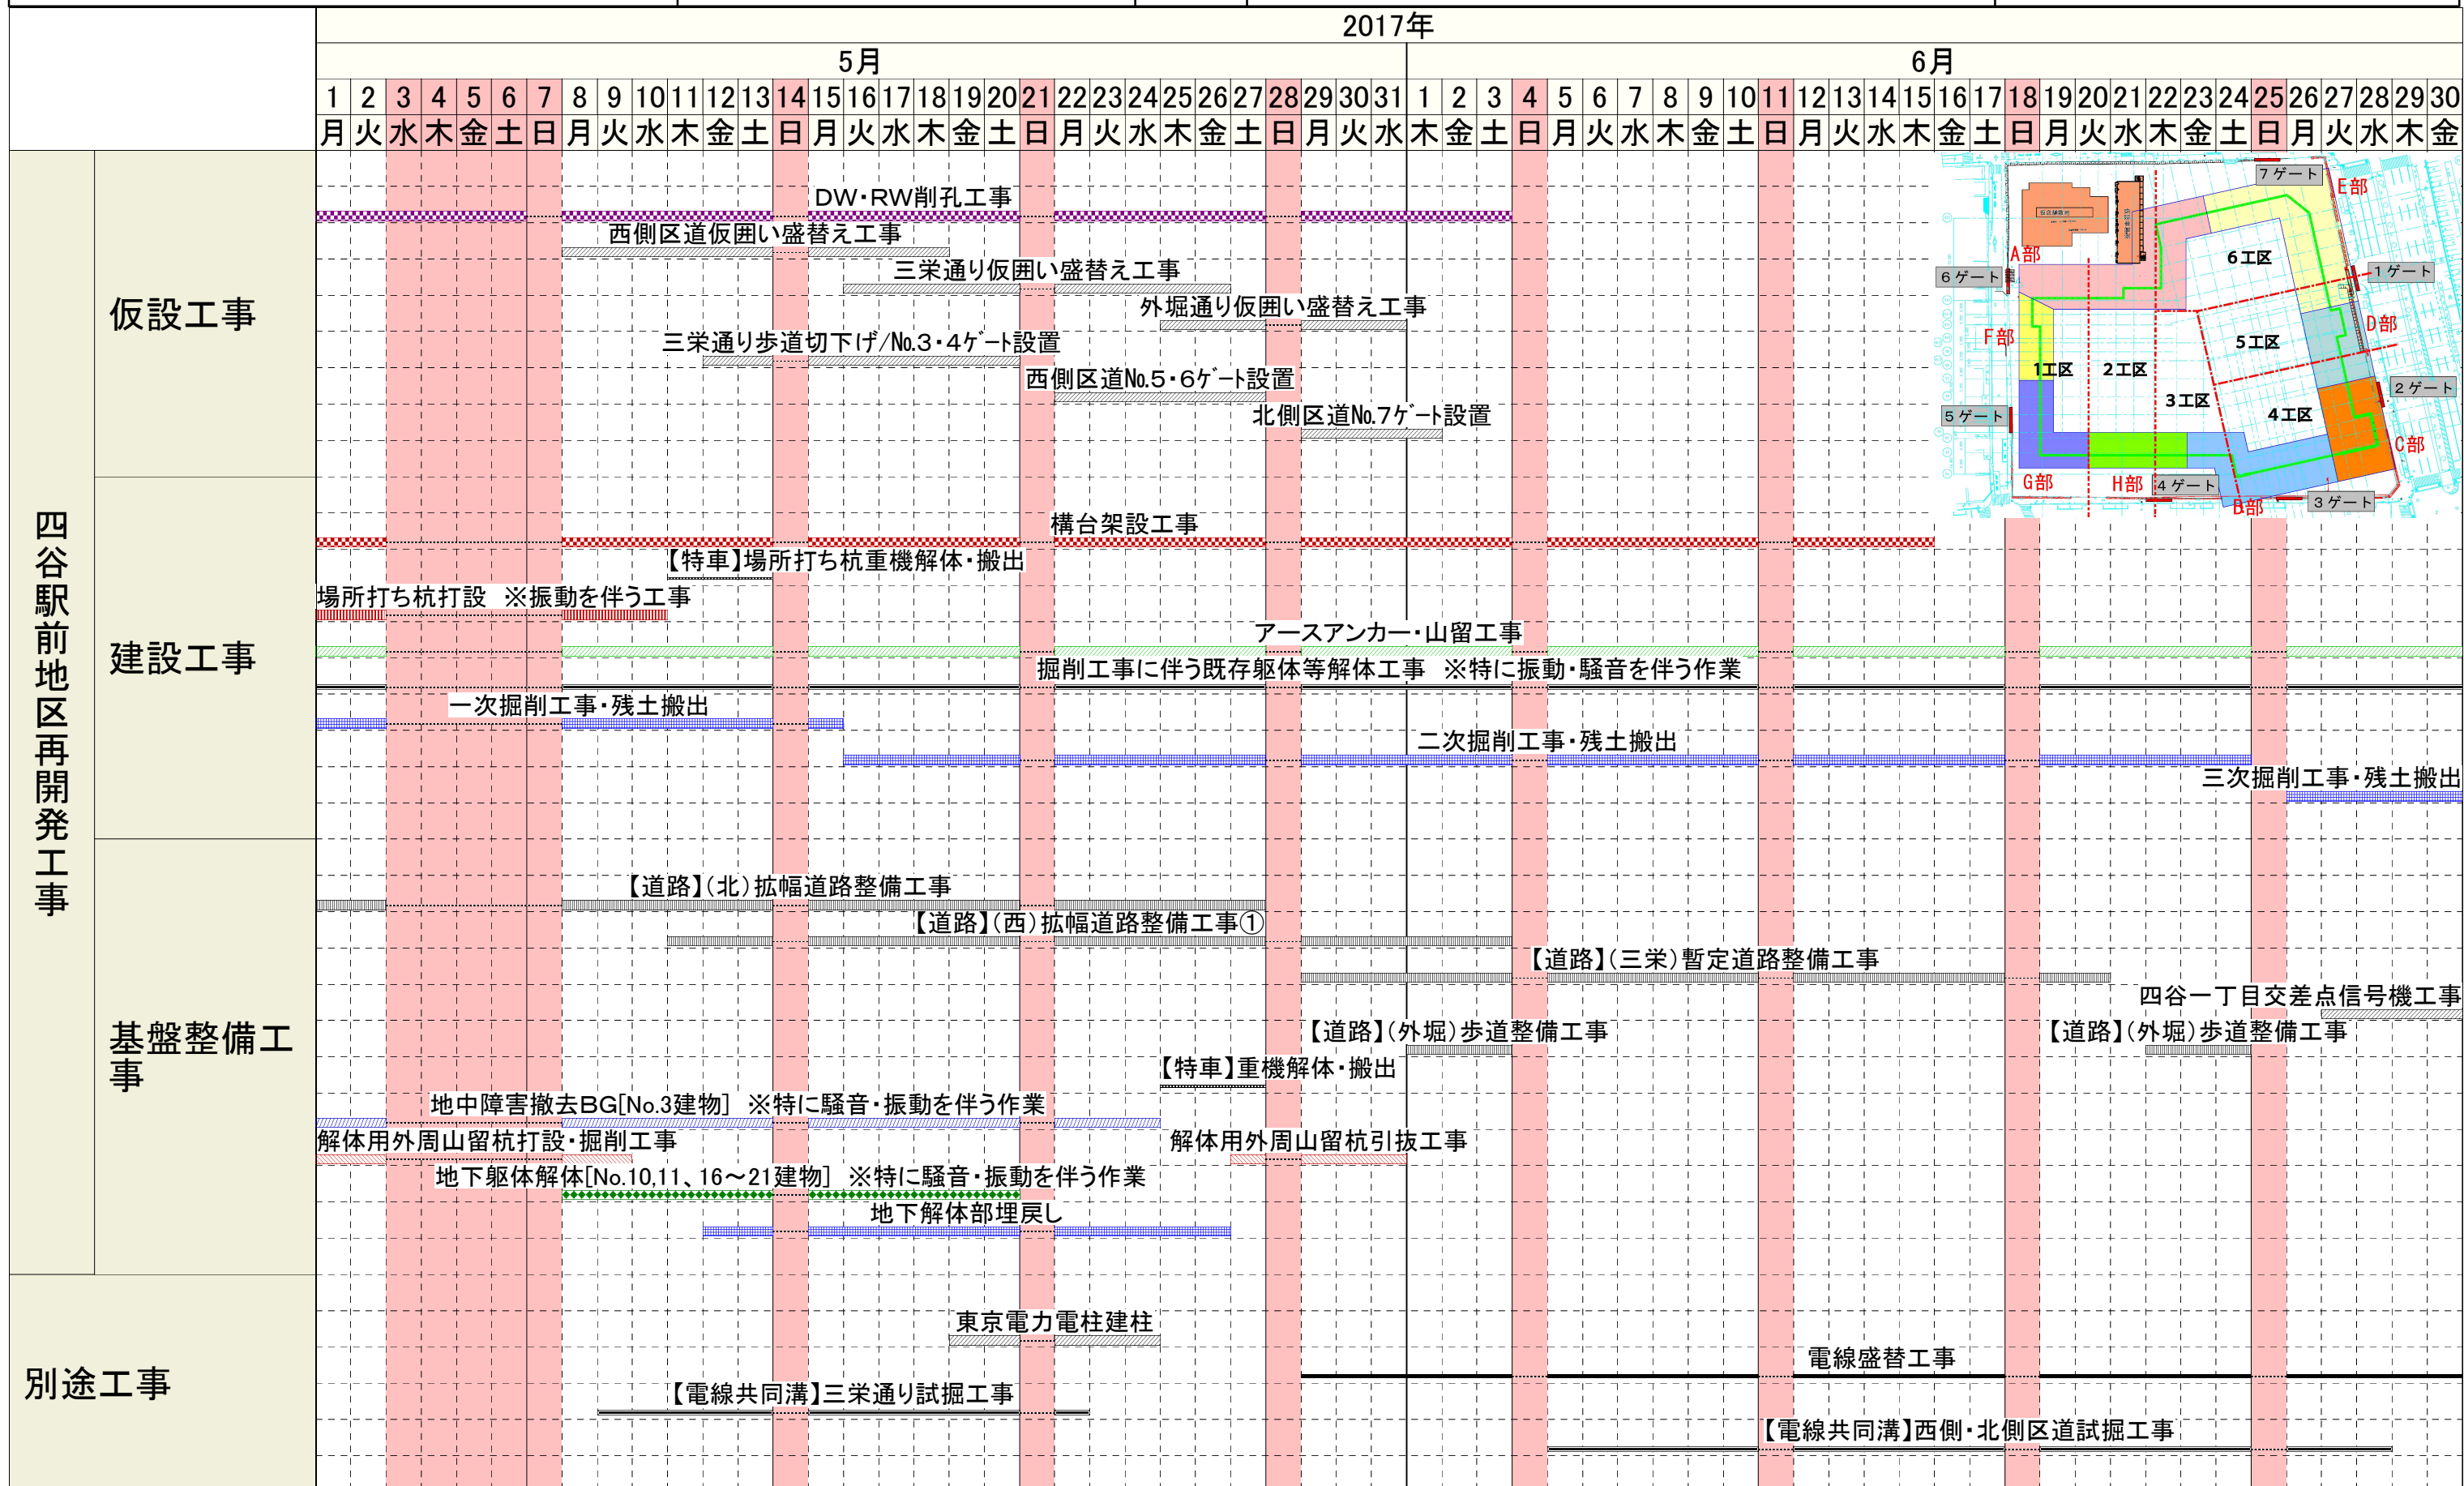 2017年
5月 6月
1 2 3 4 5 6 7 8 9 10 11 12 13 14 15 16 17 18 19 20 21 22 23 24 25 26 27 28 29 30 31 1 2 3 4 5 6 7 8 9 10 11 12 13 14 15 16 17 18 19 20 21 22 23 24 25 26 27 28 29 30
月 火 水 木 金 土 日 月 火 水 木 金 土 日 月 火 水 木 金 土 日 月 火 水 木 金 土 日 月 火 水 木 金 土 日 月 火 水 木 金 土 日 月 火 水 木 金 土 日 月 火 水 木 金 土 日 月 火 水 木 金
四谷駅前地区再開発工事
仮設工事
DW・RW削孔工事
西側区道仮囲い盛替え工事
三栄通り仮囲い盛替え工事
外堀通り仮囲い盛替え工事
三栄通り歩道切下げ/№3・4ｹﾞｰﾄ設置
西側区道№5・6ｹﾞｰﾄ設置
北側区道№7ｹﾞｰﾄ設置
7ゲート
E部
A部
6工区
6ゲート
1ゲート
F部
D部
5工区
1工区
2工区
2ゲート
3工区
4工区
5ゲート
C部
G部
H部
4ゲート
B部
3ゲート
建設工事
構台架設工事
【特車】場所打ち杭重機解体・搬出
場所打ち杭打設　※振動を伴う工事
アースアンカー・山留工事
掘削工事に伴う既存躯体等解体工事　※特に振動・騒音を伴う作業
一次掘削工事・残土搬出
二次掘削工事・残土搬出
三次掘削工事・残土搬出
基盤整備工事
【道路】（北）拡幅道路整備工事
【道路】（西）拡幅道路整備工事①
【道路】（三栄）暫定道路整備工事
四谷一丁目交差点信号機工事
【道路】（外堀）歩道整備工事 【道路】（外堀）歩道整備工事
【特車】重機解体・搬出
地中障害撤去BG[No.3建物]　※特に騒音・振動を伴う作業
解体用外周山留杭打設・掘削工事 解体用外周山留杭引抜工事
地下躯体解体[No.10,11、16～21建物]　※特に騒音・振動を伴う作業
地下解体部埋戻し
別途工事
東京電力電柱建柱
電線盛替工事
【電線共同溝】三栄通り試掘工事
【電線共同溝】西側・北側区道試掘工事